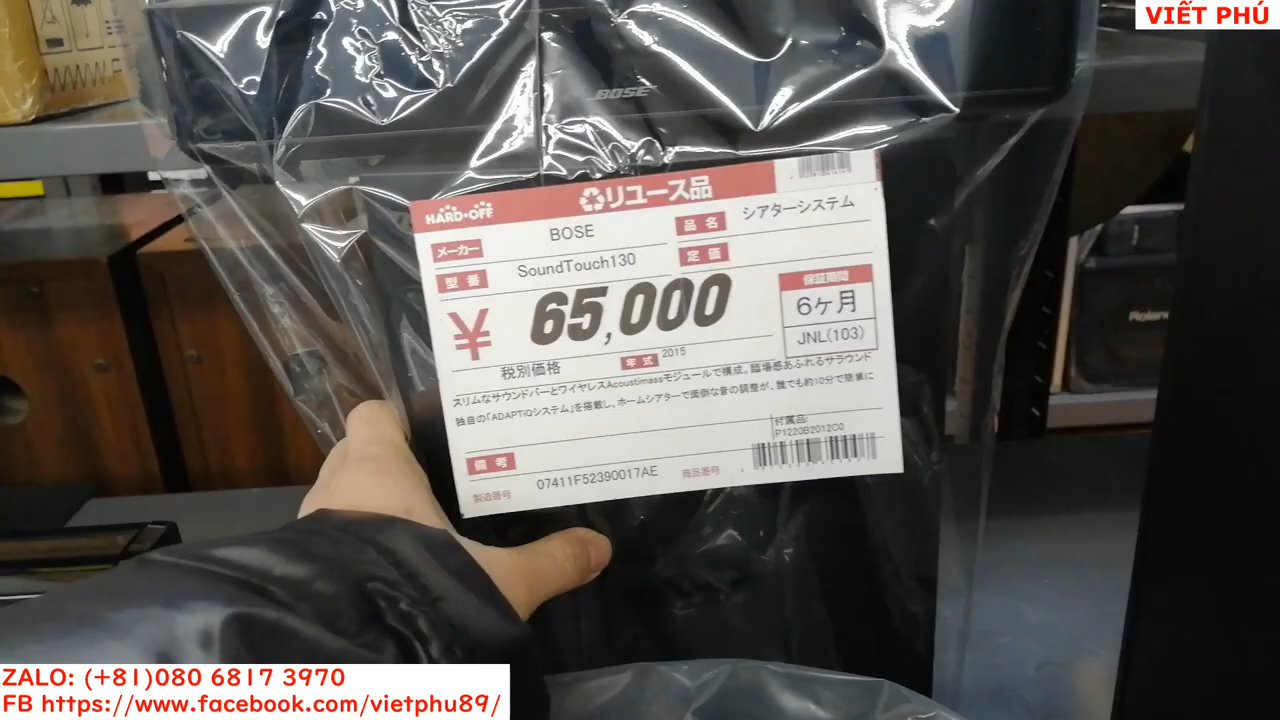 VIẾT PHÚ
WWW.F
BOSE
HARD・OFF
リユース品
メーカー BOSE
品名 シアターシステム
型番 SoundTouch130
定価
¥ 65,000
保証期間
6ヶ月
JNL(103)
税別価格
年式 2015
スリムなサウンドバーとワイヤレスAcoustimassモジュールで構成。臨場感あふれるサラウンド
独自の「ADAPTiQシステム」を搭載し、ホームシアターで面倒な音の調整が、誰でも約10分で簡単に
付属品:
P1220B2012C0
備考
製造番号 07411F52390017AE 商品番号
Roland
ZALO: (+81)080 6817 3970
FB https://www.facebook.com/vietphu89/